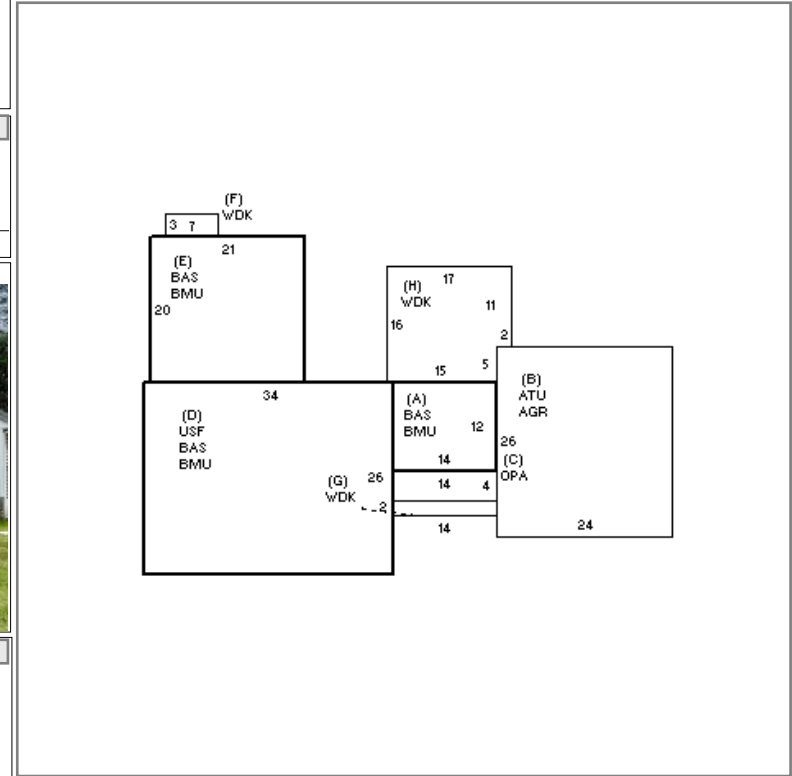 (F)
WDK
3 7
21
(E)
BAS
BMU
20
17
(H)
WDK
11
16
2
15
5
34
(D)
USF
BAS
BMU
(A)
BAS
BMU
12
14
(B)
ATU
AGR
26
(C)
OPA
26
(G)
WDK
14
4
2
14
24